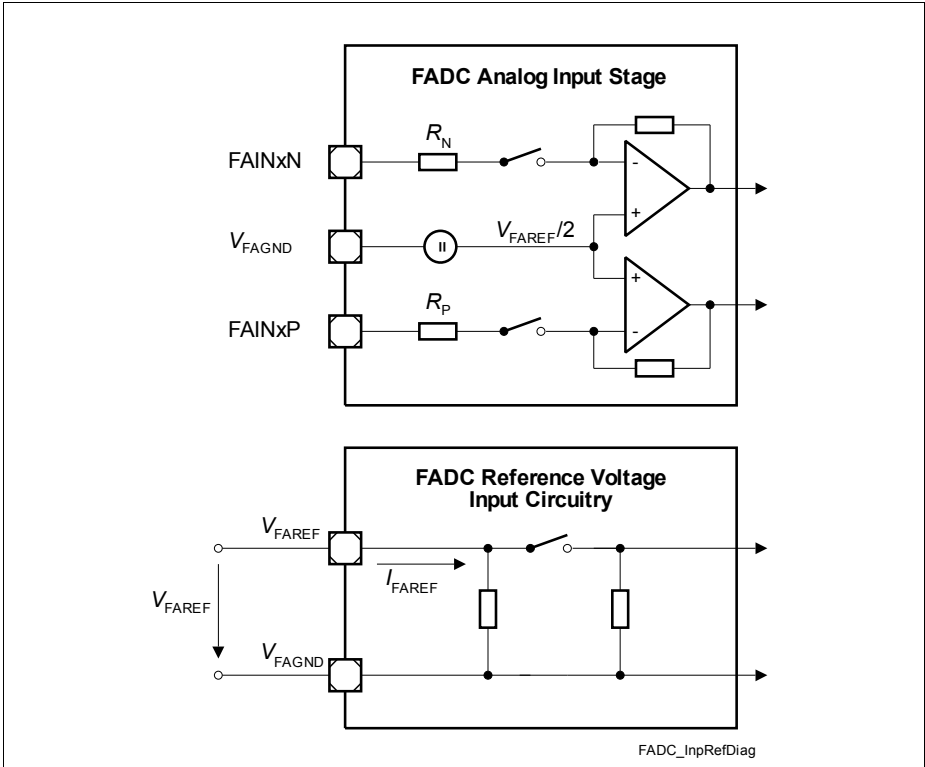 FADC Analog Input Stage
R_N
FAINxN
-
+
V_FAGND
=
V_FAREF/2
+
R_P
FAINxP
-
FADC Reference Voltage
Input Circuitry
V_FAREF
I_FAREF
V_FAREF
V_FAGND
FADC_InpRefDiag